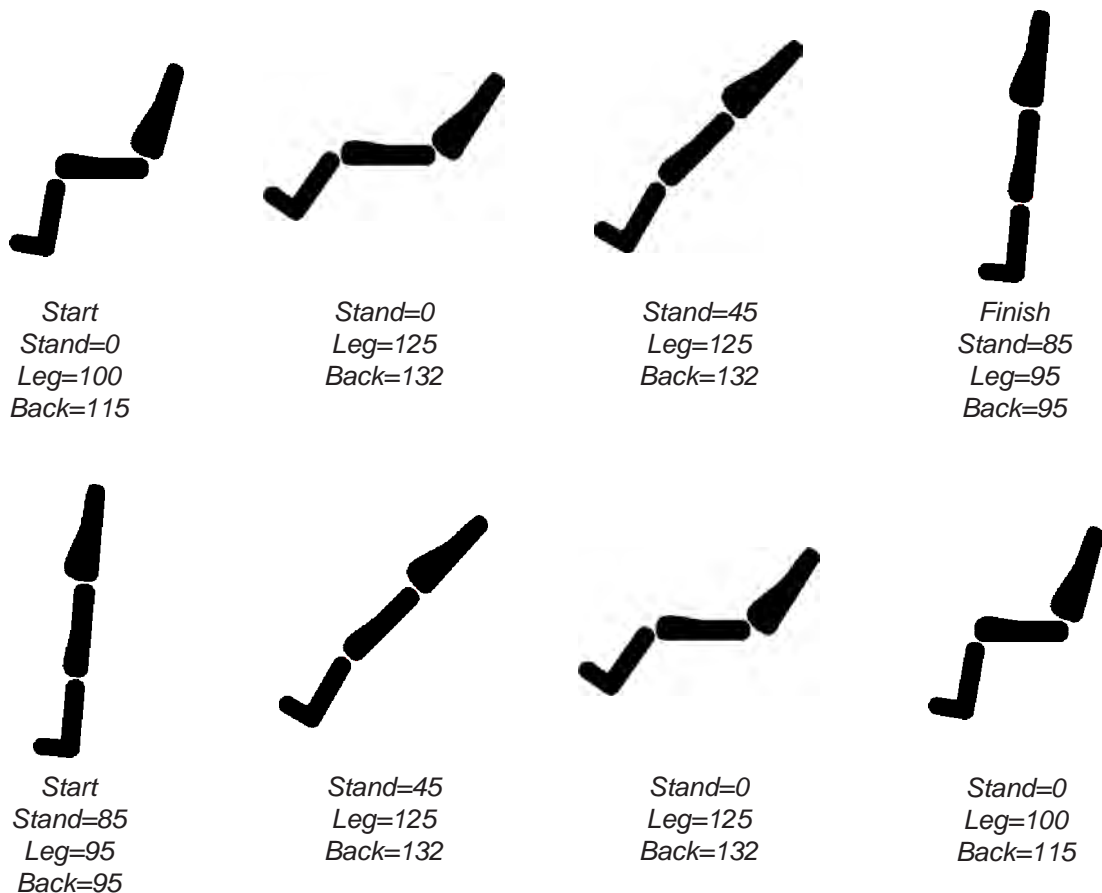 Start
Stand=0
Leg=100
Back=115
Stand=0
Leg=125
Back=132
Stand=45
Leg=125
Back=132
Finish
Stand=85
Leg=95
Back=95
Start
Stand=85
Leg=95
Back=95
Stand=45
Leg=125
Back=132
Stand=0
Leg=125
Back=132
Stand=0
Leg=100
Back=115